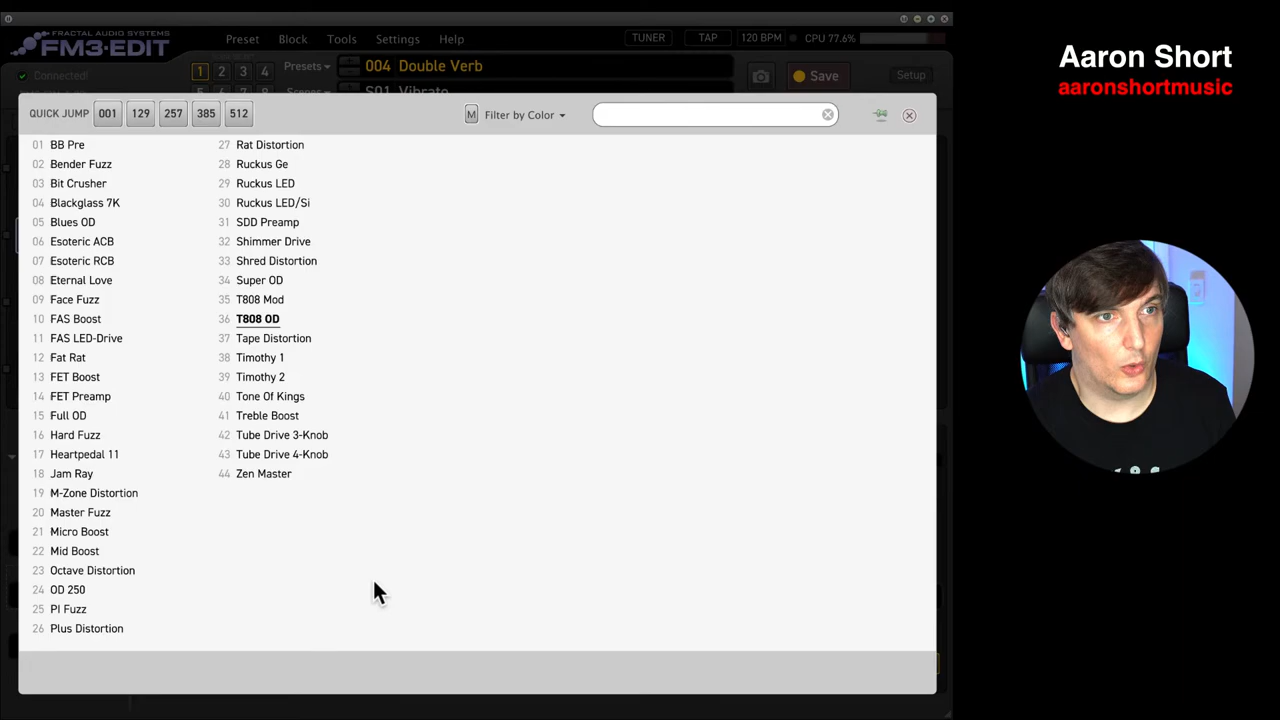 FRACTAL AUDIO SYSTEMS
FM3-EDIT
Preset Block Tools Settings Help
TUNER TAP 120 BPM CPU 77.6%
Connected!
1 2 3 4
Presets
004 Double Verb
Save
Setup
Scenes
S01 Vibrato
QUICK JUMP 001 129 257 385 512
M Filter by Color
01 BB Pre
02 Bender Fuzz
03 Bit Crusher
04 Blackglass 7K
05 Blues OD
06 Esoteric ACB
07 Esoteric RCB
08 Eternal Love
09 Face Fuzz
10 FAS Boost
11 FAS LED-Drive
12 Fat Rat
13 FET Boost
14 FET Preamp
15 Full OD
16 Hard Fuzz
17 Heartpedal 11
18 Jam Ray
19 M-Zone Distortion
20 Master Fuzz
21 Micro Boost
22 Mid Boost
23 Octave Distortion
24 OD 250
25 PI Fuzz
26 Plus Distortion
27 Rat Distortion
28 Ruckus Ge
29 Ruckus LED
30 Ruckus LED/Si
31 SDD Preamp
32 Shimmer Drive
33 Shred Distortion
34 Super OD
35 T808 Mod
36 T808 OD
37 Tape Distortion
38 Timothy 1
39 Timothy 2
40 Tone Of Kings
41 Treble Boost
42 Tube Drive 3-Knob
43 Tube Drive 4-Knob
44 Zen Master
Aaron Short
aaronshortmusic